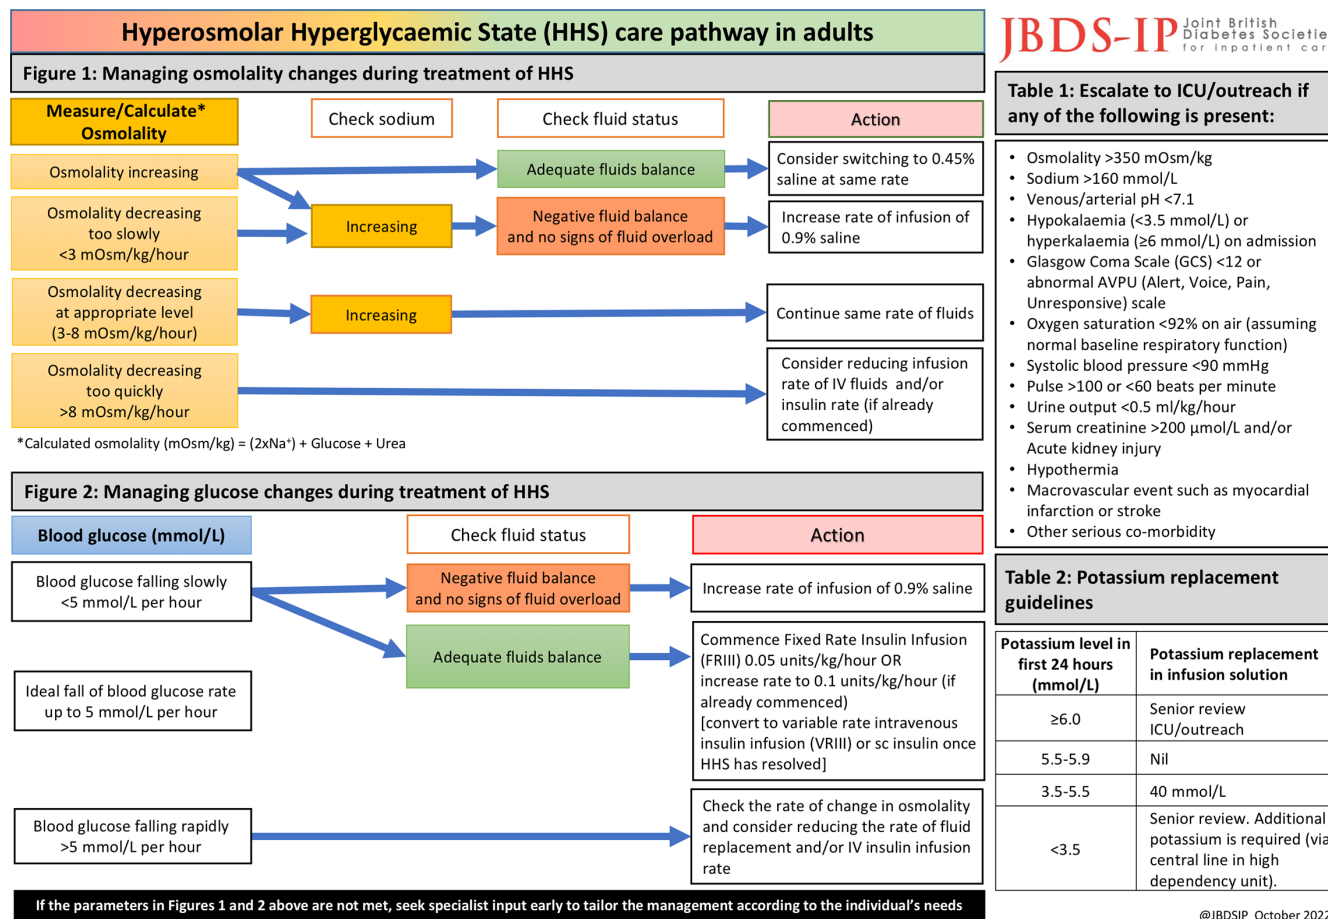 Hyperosmolar Hyperglycaemic State (HHS) care pathway in adults
Figure 1: Managing osmolality changes during treatment of HHS
Measure/Calculate*
Osmolality
Check sodium
Check fluid status
Action
Osmolality increasing
Adequate fluids balance
Consider switching to 0.45%
saline at same rate
Osmolality decreasing
too slowly
<3 mOsm/kg/hour
Increasing
Negative fluid balance
and no signs of fluid overload
Increase rate of infusion of
0.9% saline
Osmolality decreasing
at appropriate level
(3-8 mOsm/kg/hour)
Increasing
Continue same rate of fluids
Osmolality decreasing
too quickly
>8 mOsm/kg/hour
Consider reducing infusion
rate of IV fluids and/or
insulin rate (if already
commenced)
*Calculated osmolality (mOsm/kg) = (2xNa⁺) + Glucose + Urea
Figure 2: Managing glucose changes during treatment of HHS
Blood glucose (mmol/L)
Check fluid status
Action
Blood glucose falling slowly
<5 mmol/L per hour
Negative fluid balance
and no signs of fluid overload
Increase rate of infusion of 0.9% saline
Adequate fluids balance
Commence Fixed Rate Insulin Infusion
(FRIII) 0.05 units/kg/hour OR
increase rate to 0.1 units/kg/hour (if
already commenced)
[convert to variable rate intravenous
insulin infusion (VRIII) or sc insulin once
HHS has resolved]
Ideal fall of blood glucose rate
up to 5 mmol/L per hour
Blood glucose falling rapidly
>5 mmol/L per hour
Check the rate of change in osmolality
and consider reducing the rate of fluid
replacement and/or IV insulin infusion
rate
If the parameters in Figures 1 and 2 above are not met, seek specialist input early to tailor the management according to the individual's needs
JBDS-IP
Joint British
Diabetes Societie
for inpatient car
Table 1: Escalate to ICU/outreach if
any of the following is present:
• Osmolality >350 mOsm/kg
• Sodium >160 mmol/L
• Venous/arterial pH <7.1
• Hypokalaemia (<3.5 mmol/L) or
hyperkalaemia (≥6 mmol/L) on admission
• Glasgow Coma Scale (GCS) <12 or
abnormal AVPU (Alert, Voice, Pain,
Unresponsive) scale
• Oxygen saturation <92% on air (assuming
normal baseline respiratory function)
• Systolic blood pressure <90 mmHg
• Pulse >100 or <60 beats per minute
• Urine output <0.5 ml/kg/hour
• Serum creatinine >200 µmol/L and/or
Acute kidney injury
• Hypothermia
• Macrovascular event such as myocardial
infarction or stroke
• Other serious co-morbidity
Table 2: Potassium replacement
guidelines
Potassium level in
first 24 hours
(mmol/L)
Potassium replacement
in infusion solution
≥6.0
Senior review
ICU/outreach
5.5-5.9
Nil
3.5-5.5
40 mmol/L
<3.5
Senior review. Additional
potassium is required (via
central line in high
dependency unit).
@JBDSIP October 2022